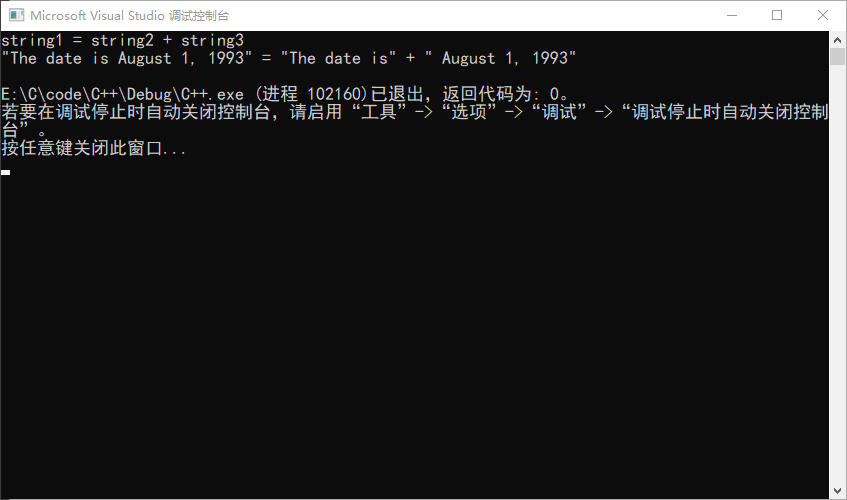 Microsoft Visual Studio 调试控制台
string1 = string2 + string3
"The date is August 1, 1993" = "The date is" + " August 1, 1993"
E:\C\code\C++\Debug\C++.exe (进程 102160)已退出，返回代码为: 0。
若要在调试停止时自动关闭控制台，请启用“工具”->“选项”->“调试”->“调试停止时自动关闭控制
台”。
按任意键关闭此窗口...